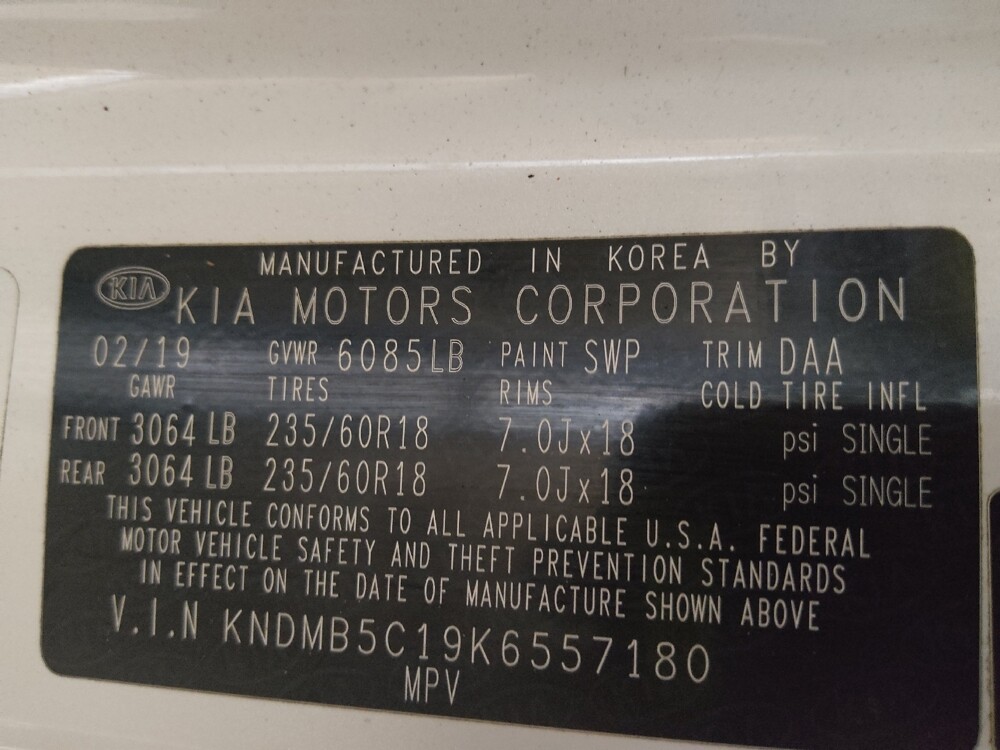 MANUFACTURED IN KOREA BY
KIA KIA MOTORS CORPORATION
02/19 GVWR 6085LB PAINT SWP TRIM DAA
GAWR TIRES RIMS COLD TIRE INFL
FRONT 3064 LB 235/60R18 7.0Jx18 psi SINGLE
REAR 3064 LB 235/60R18 7.0Jx18 psi SINGLE
THIS VEHICLE CONFORMS TO ALL APPLICABLE U.S.A. FEDERAL
MOTOR VEHICLE SAFETY AND THEFT PREVENTION STANDARDS
IN EFFECT ON THE DATE OF MANUFACTURE SHOWN ABOVE
V.I.N KNDMB5C19K6557180
MPV